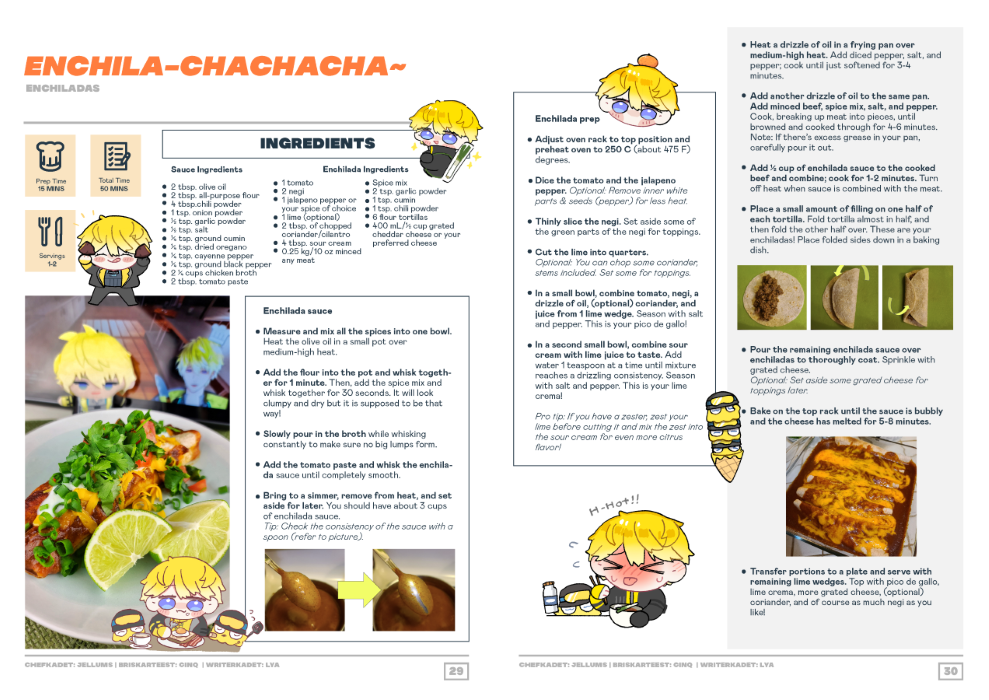 ENCHILA-CHACHACHA~
ENCHILADAS
Prep Time
15 MINS
Total Time
50 MINS
Servings
1-2
INGREDIENTS
Sauce Ingredients
• 2 tbsp. olive oil
• 2 tbsp. all-purpose flour
• 4 tbsp.chili powder
• 1 tsp. onion powder
• ½ tsp. garlic powder
• ½ tsp. salt
• ¼ tsp. ground cumin
• ¼ tsp. dried oregano
• ¼ tsp. cayenne pepper
• ¼ tsp. ground black pepper
• 2 ¼ cups chicken broth
• 2 tbsp. tomato paste
Enchilada Ingredients
• 1 tomato
• 2 negi
• 1 jalapeno pepper or
your spice of choice
• 1 lime (optional)
• 2 tbsp. of chopped
coriander/cilantro
• 4 tbsp. sour cream
• 0.25 kg/10 oz minced
any meat
• Spice mix
• 2 tsp. garlic powder
• 1 tsp. cumin
• 1 tsp. chili powder
• 6 flour tortillas
• 400 mL/½ cup grated
cheddar cheese or your
preferred cheese
Enchilada sauce
• Measure and mix all the spices into one bowl.
Heat the olive oil in a small pot over
medium-high heat.
• Add the flour into the pot and whisk togeth-
er for 1 minute. Then, add the spice mix and
whisk together for 30 seconds. It will look
clumpy and dry but it is supposed to be that
way!
• Slowly pour in the broth while whisking
constantly to make sure no big lumps form.
• Add the tomato paste and whisk the enchila-
da sauce until completely smooth.
• Bring to a simmer, remove from heat, and set
aside for later. You should have about 3 cups
of enchilada sauce.
Tip: Check the consistency of the sauce with a
spoon (refer to picture).
CHEFKADET: JELLUMS | BRISKARTEEST: CINQ | WRITERKADET: LYA
29
Enchilada prep
• Adjust oven rack to top position and
preheat oven to 250 C (about 475 F)
degrees.
• Dice the tomato and the jalapeno
pepper. Optional: Remove inner white
parts & seeds (pepper) for less heat.
• Thinly slice the negi. Set aside some of
the green parts of the negi for toppings.
• Cut the lime into quarters.
Optional: You can chop some coriander,
stems included. Set some for toppings.
• In a small bowl, combine tomato, negi, a
drizzle of oil, (optional) coriander, and
juice from 1 lime wedge. Season with salt
and pepper. This is your pico de gallo!
• In a second small bowl, combine sour
cream with lime juice to taste. Add
water 1 teaspoon at a time until mixture
reaches a drizzling consistency. Season
with salt and pepper. This is your lime
crema!
Pro tip: If you have a zester, zest your
lime before cutting it and mix the zest into
the sour cream for even more citrus
flavor!
H-Hot!!
• Heat a drizzle of oil in a frying pan over
medium-high heat. Add diced pepper, salt, and
pepper; cook until just softened for 3-4
minutes.
• Add another drizzle of oil to the same pan.
Add minced beef, spice mix, salt, and pepper.
Cook, breaking up meat into pieces, until
browned and cooked through for 4-6 minutes.
Note: If there's excess grease in your pan,
carefully pour it out.
• Add ½ cup of enchilada sauce to the cooked
beef and combine; cook for 1-2 minutes. Turn
off heat when sauce is combined with the meat.
• Place a small amount of filling on one half of
each tortilla. Fold tortilla almost in half, and
then fold the other half over. These are your
enchiladas! Place folded sides down in a baking
dish.
• Pour the remaining enchilada sauce over
enchiladas to thoroughly coat. Sprinkle with
grated cheese.
Optional: Set aside some grated cheese for
toppings later.
• Bake on the top rack until the sauce is bubbly
and the cheese has melted for 5-8 minutes.
• Transfer portions to a plate and serve with
remaining lime wedges. Top with pico de gallo,
lime crema, more grated cheese, (optional)
coriander, and of course as much negi as you
like!
CHEFKADET: JELLUMS | BRISKARTEEST: CINQ | WRITERKADET: LYA
30